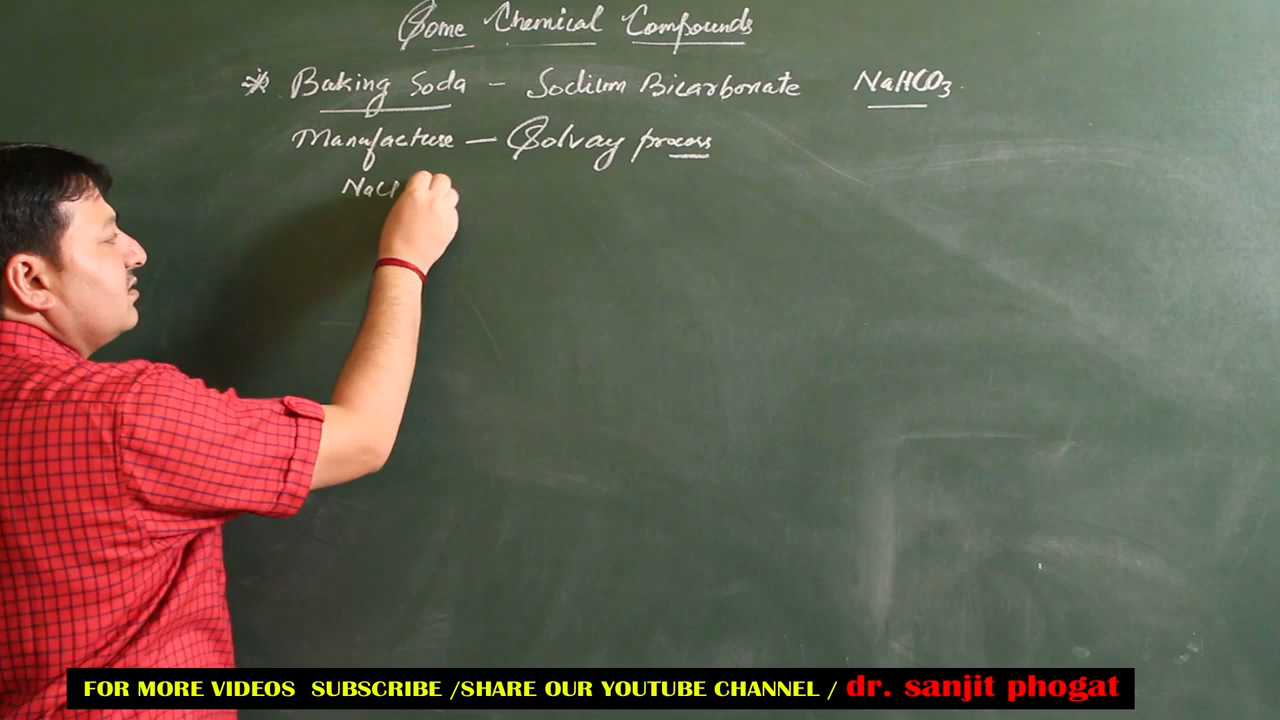 Some Chemical Compounds
* Baking Soda – Sodium Bicarbonate NaHCO3
Manufacture – Solvay process
NaCl
FOR MORE VIDEOS SUBSCRIBE /SHARE OUR YOUTUBE CHANNEL / dr. sanjit phogat